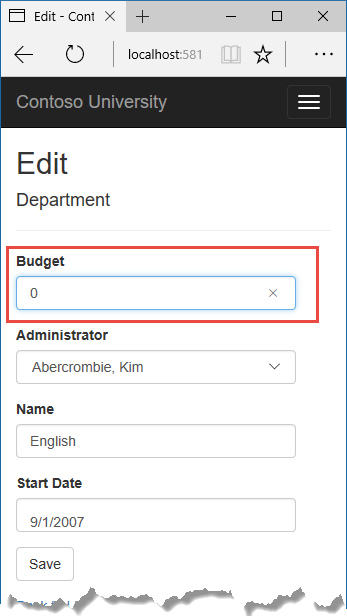 Edit - Cont
localhost:581
Contoso University
Edit
Department
Budget
0
Administrator
Abercrombie, Kim
Name
English
Start Date
9/1/2007
Save